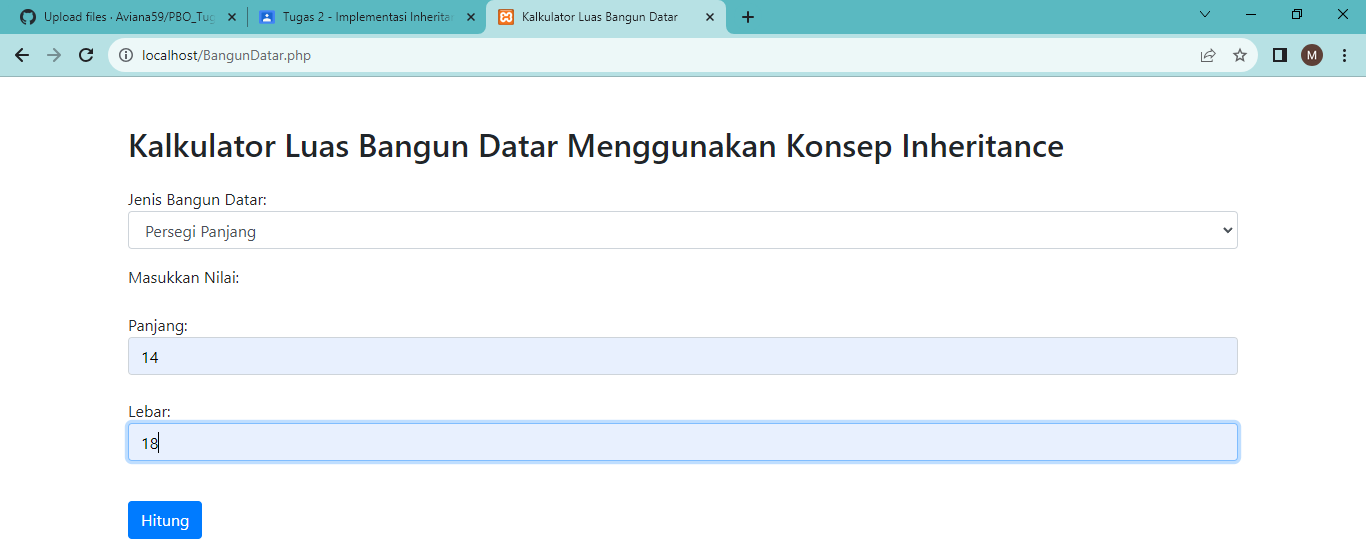 Upload files · Aviana59/PBO_Tug
Tugas 2 - Implementasi Inherita
Kalkulator Luas Bangun Datar
localhost/BangunDatar.php
M
Kalkulator Luas Bangun Datar Menggunakan Konsep Inheritance
Jenis Bangun Datar:
Persegi Panjang
Masukkan Nilai:
Panjang:
14
Lebar:
18
Hitung